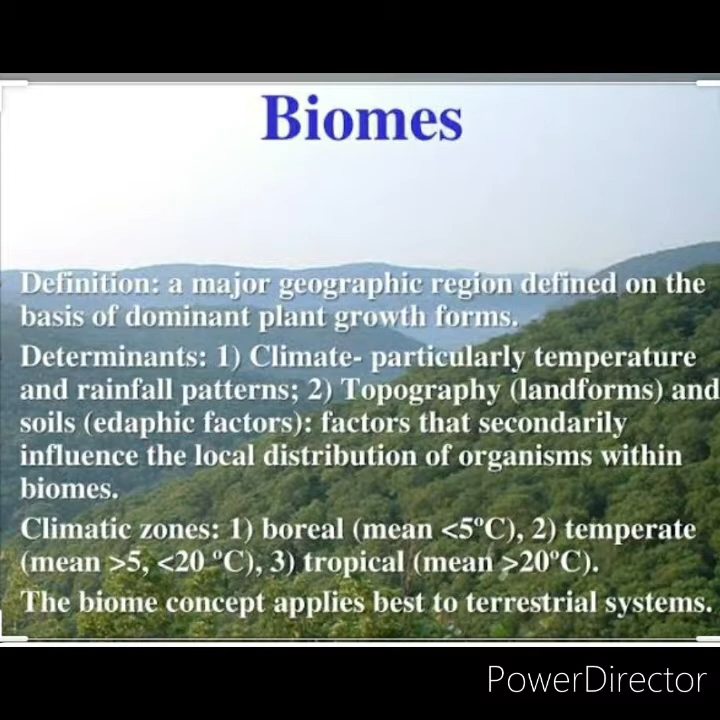 Biomes
Definition: a major geographic region defined on the
basis of dominant plant growth forms.
Determinants: 1) Climate- particularly temperature
and rainfall patterns; 2) Topography (landforms) and
soils (edaphic factors): factors that secondarily
influence the local distribution of organisms within
biomes.
Climatic zones: 1) boreal (mean <5ºC), 2) temperate
(mean >5, <20 ºC), 3) tropical (mean >20ºC).
The biome concept applies best to terrestrial systems.
PowerDirector